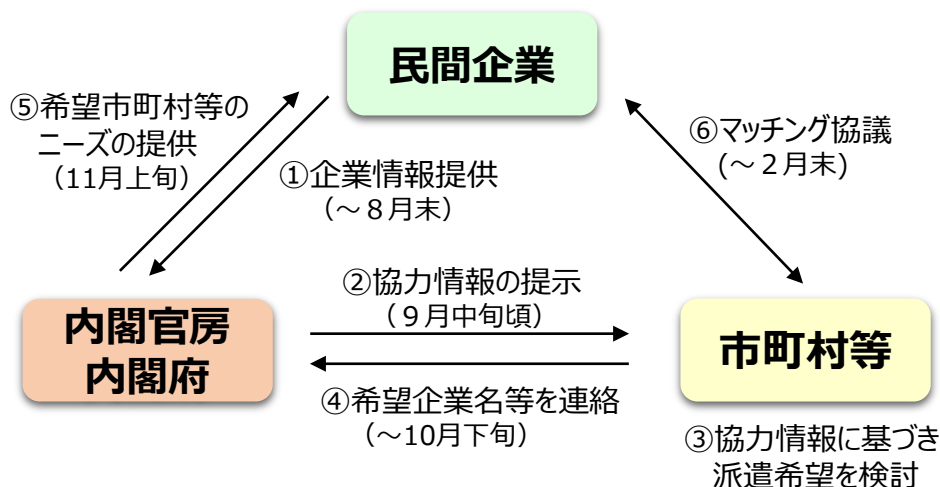 民間企業
⑤希望市町村等の
ニーズの提供
（11月上旬）
①企業情報提供
（～８月末）
⑥マッチング協議
(～２月末)
②協力情報の提示
（９月中旬頃）
内閣官房
内閣府
市町村等
④希望企業名等を連絡
（～10月下旬）
③協力情報に基づき
派遣希望を検討